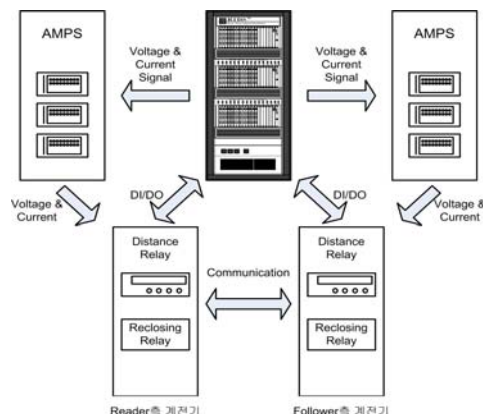 AMPS
Voltage &
Current
Signal
Voltage &
Current
Signal
AMPS
Voltage &
Current
DI/DO
DI/DO
Voltage &
Current
Distance
Relay
Communication
Distance
Relay
Reclosing
Relay
Reclosing
Relay
Reader측 계전기
Follower측 계전기